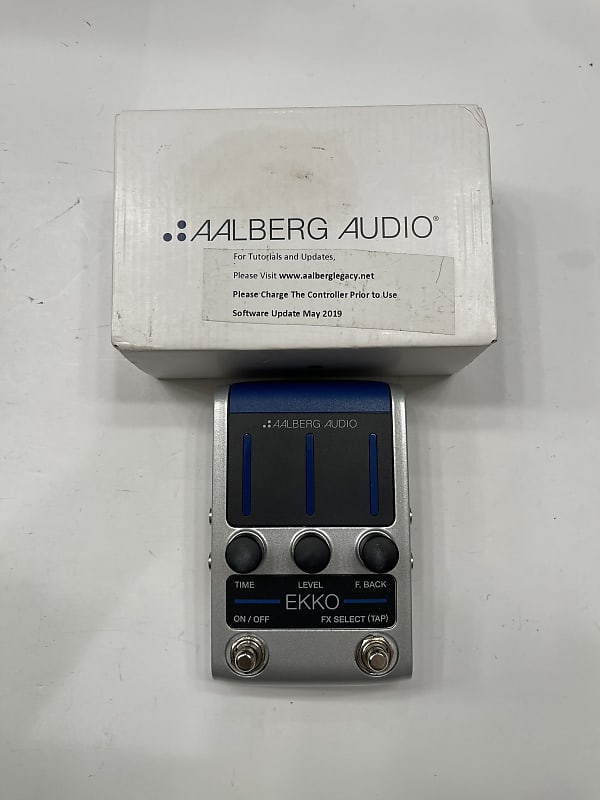 AALBERG AUDIO®
For Tutorials and Updates,
Please Visit www.aalberglegacy.net
Please Charge The Controller Prior to Use
Software Update May 2019
AALBERG AUDIO
TIME LEVEL F. BACK
EKKO
ON / OFF FX SELECT (TAP)